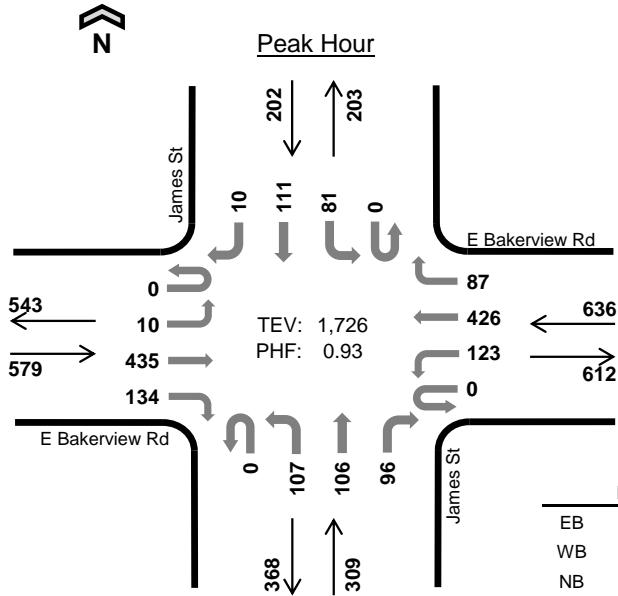 N
Peak Hour
202
203
James St
10
111
81
0
E Bakerview Rd
0
87
543
10
TEV: 1,726
426
636
579
435
PHF: 0.93
123
612
134
0
E Bakerview Rd
0
107
106
96
James St
368
309
EB
WB
NB